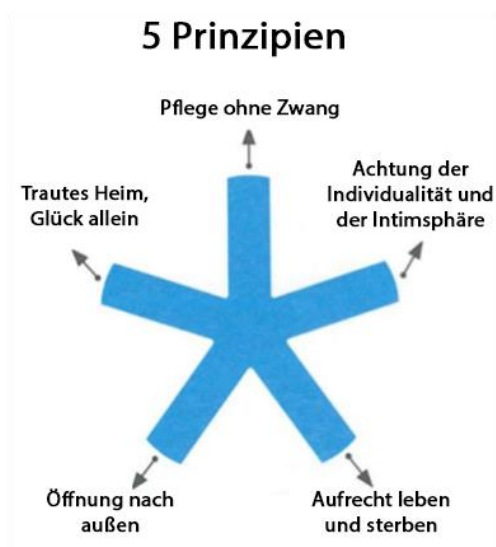 5 Prinzipien
Pflege ohne Zwang
Achtung der
Individualität und
der Intimsphäre
Trautes Heim,
Glück allein
Öffnung nach
außen
Aufrecht leben
und sterben